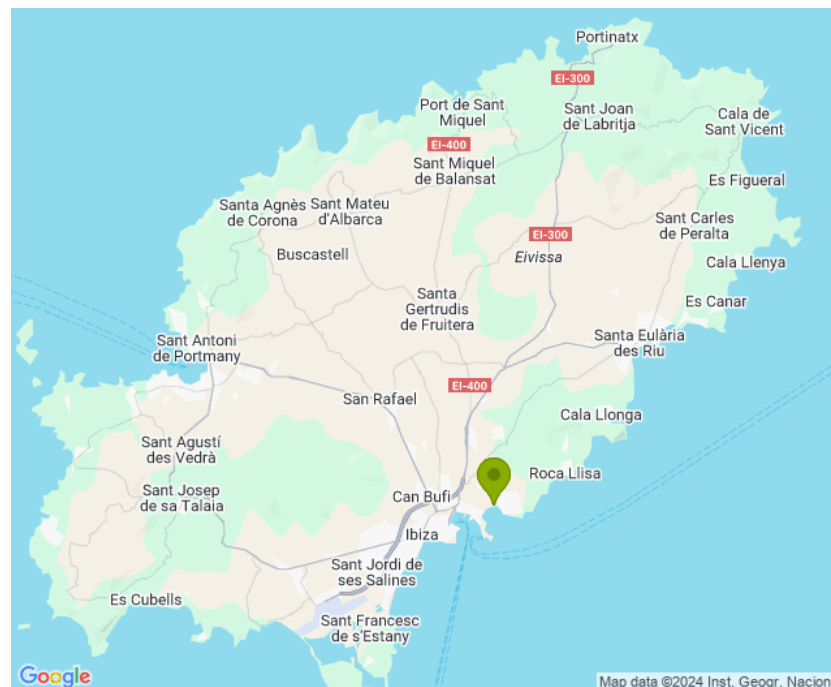 Portinatx
EI-300
Port de Sant
Miquel
Sant Joan
de Labritja
Cala de
Sant Vicent
EI-400
Sant Miquel
de Balansat
Es Figueral
Santa Agnès
de Corona
Sant Mateu
d'Albarca
Sant Carles
de Peralta
EI-300
Buscastell
Eivissa
Cala Llenya
Santa
Gertrudis
de Fruitera
Es Canar
Sant Antoni
de Portmany
Santa Eulària
des Riu
EI-400
San Rafael
Cala Llonga
Sant Agustí
des Vedrà
Roca Llisa
Sant Josep
de sa Talaia
Can Bufi
Ibiza
Sant Jordi de
ses Salines
Es Cubells
Sant Francesc
de s'Estany
Google
Map data ©2024 Inst. Geogr. Nacion